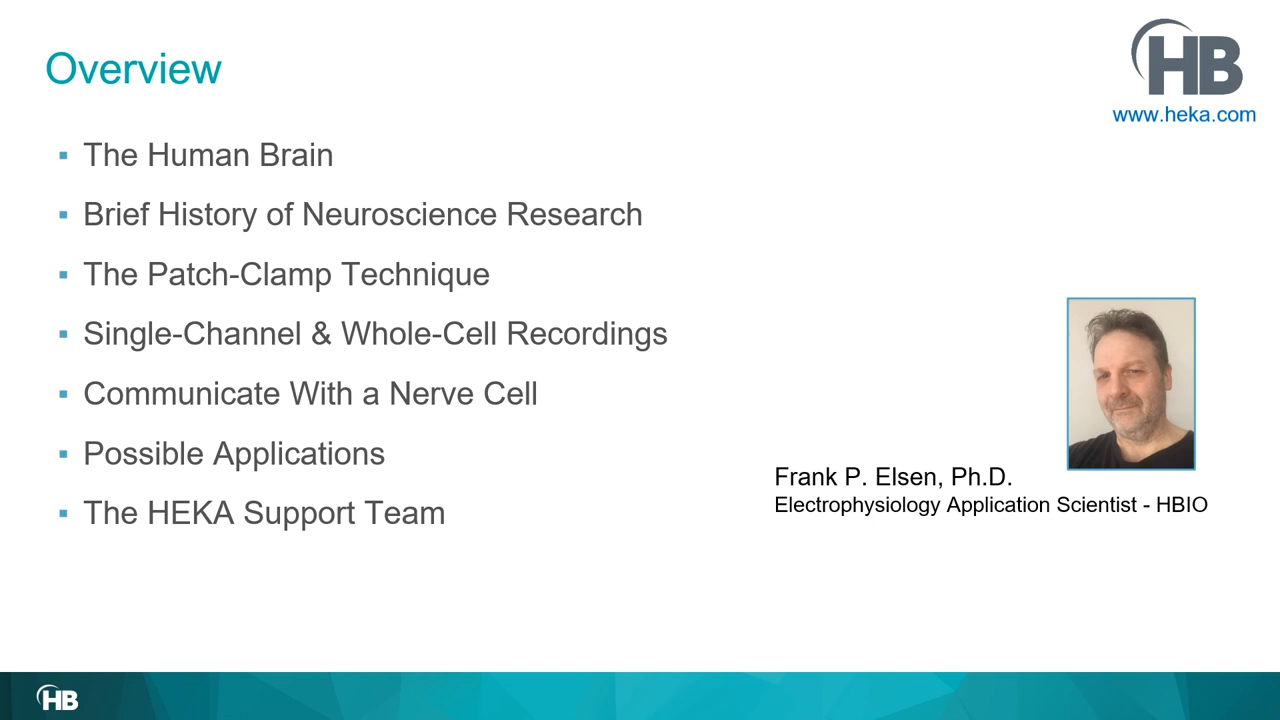 Overview
HB
www.heka.com
▪ The Human Brain
▪ Brief History of Neuroscience Research
▪ The Patch-Clamp Technique
▪ Single-Channel & Whole-Cell Recordings
▪ Communicate With a Nerve Cell
▪ Possible Applications
▪ The HEKA Support Team
Frank P. Elsen, Ph.D.
Electrophysiology Application Scientist - HBIO
HB